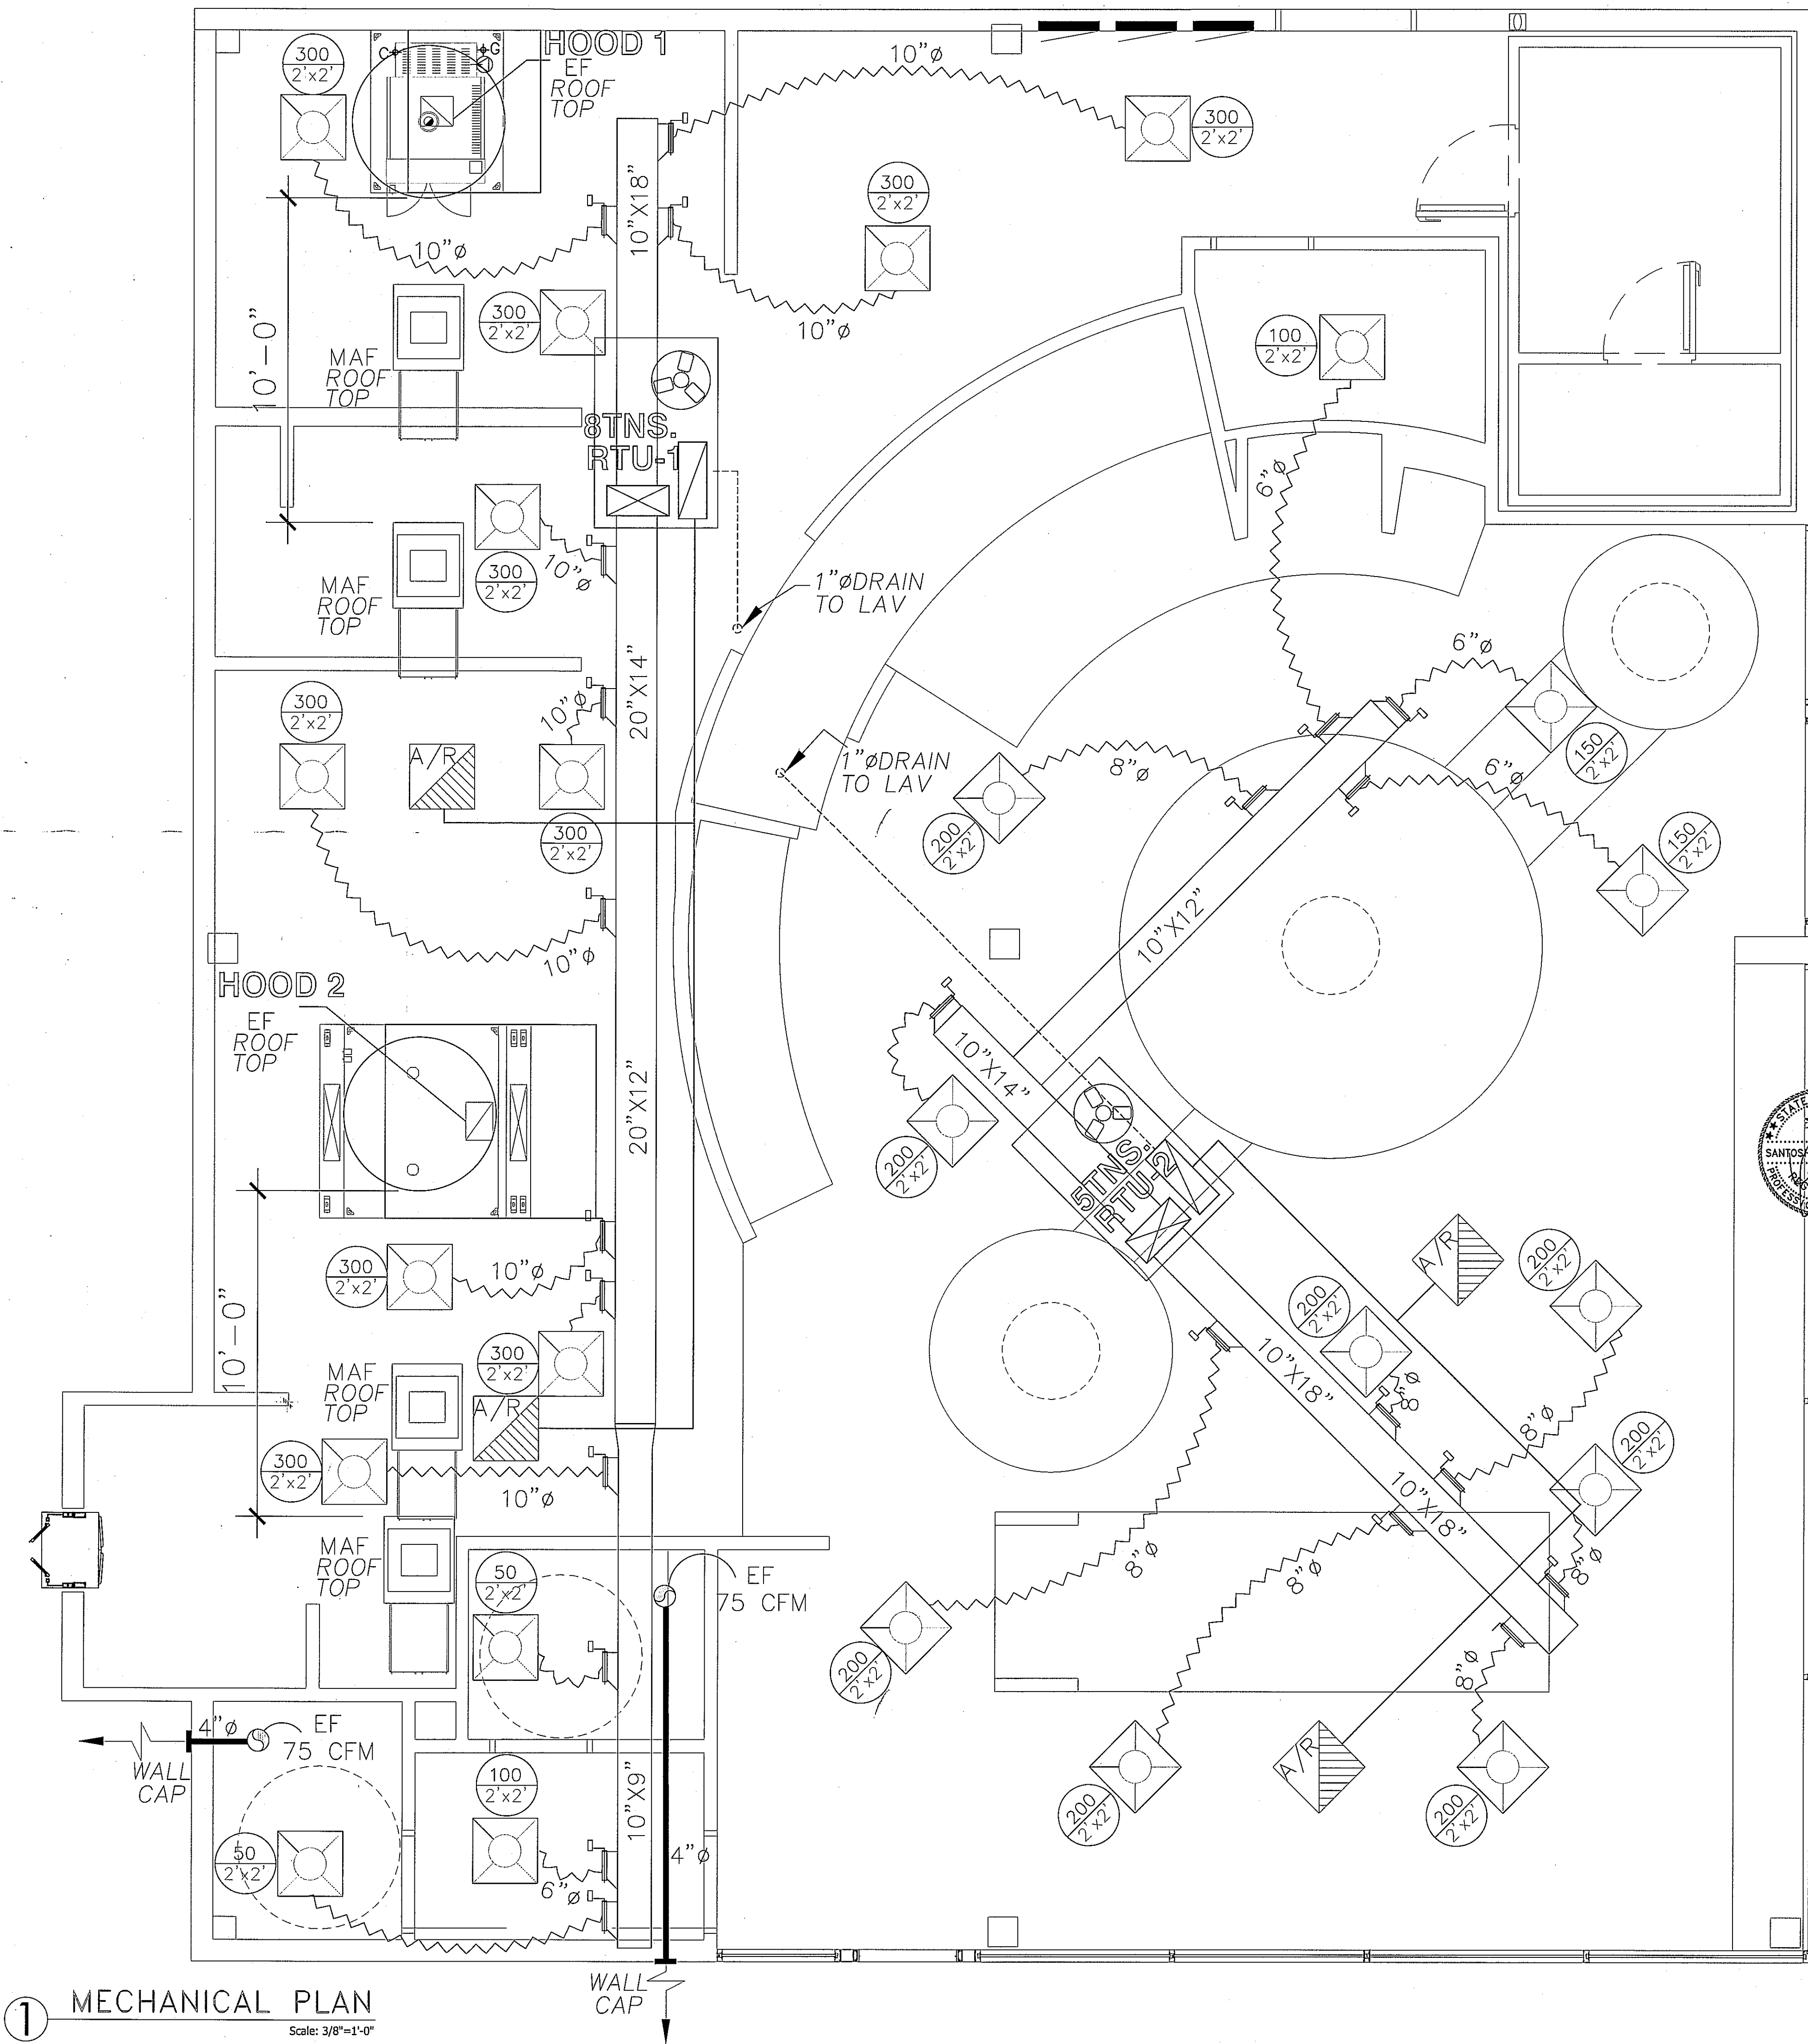 HOOD 1
EF
ROOF
TOP
C
G
300
2'x2'
10"ø
300
2'x2'
300
2'x2'
10"X18"
10"ø
10"ø
300
2'x2'
10'-0"
MAF
ROOF
TOP
100
2'x2'
8TNS.
RTU-1
6"ø
300
2'x2'
10"ø
MAF
ROOF
TOP
1"øDRAIN
TO LAV
20"X14"
6"ø
300
2'x2'
10"ø
A/R
1"øDRAIN
TO LAV
8"ø
150
2'x2'
6"ø
300
2'x2'
200
2'x2'
150
2'x2'
10"X12"
10"ø
HOOD 2
EF
ROOF
TOP
10"X14"
20"X12"
200
2'x2'
5TNS.
RTU-2
300
2'x2'
10"ø
A/R
200
2'x2'
200
2'x2'
10'-0"
300
2'x2'
MAF
ROOF
TOP
A/R
10"X18"
8"ø
8"ø
200
2'x2'
300
2'x2'
10"ø
10"X18"
MAF
ROOF
TOP
50
2'x2'
EF
75 CFM
8"ø
8"ø
8"ø
200
2'x2'
8"ø
4"ø
EF
75 CFM
WALL
CAP
100
2'x2'
10"X9"
A/R
200
2'x2'
200
2'x2'
50
2'x2'
4"ø
6"ø
WALL
CAP
1
MECHANICAL PLAN
Scale: 3/8"=1'-0"
STATE
SANTOS
PROFESS